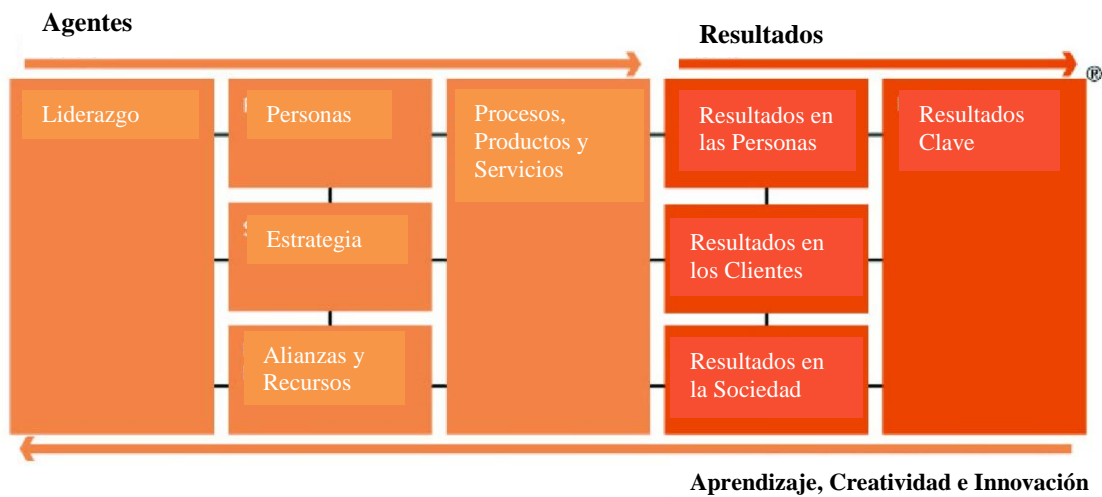 Agentes
Resultados
®
Liderazgo
Personas
Procesos,
Productos y
Servicios
Estrategia
Alianzas y
Recursos
Resultados en
las Personas
Resultados en
los Clientes
Resultados en
la Sociedad
Resultados
Clave
Aprendizaje, Creatividad e Innovación